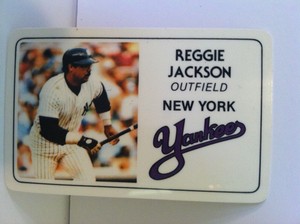 REGGIE
JACKSON
OUTFIELD
NEW YORK
Yankees